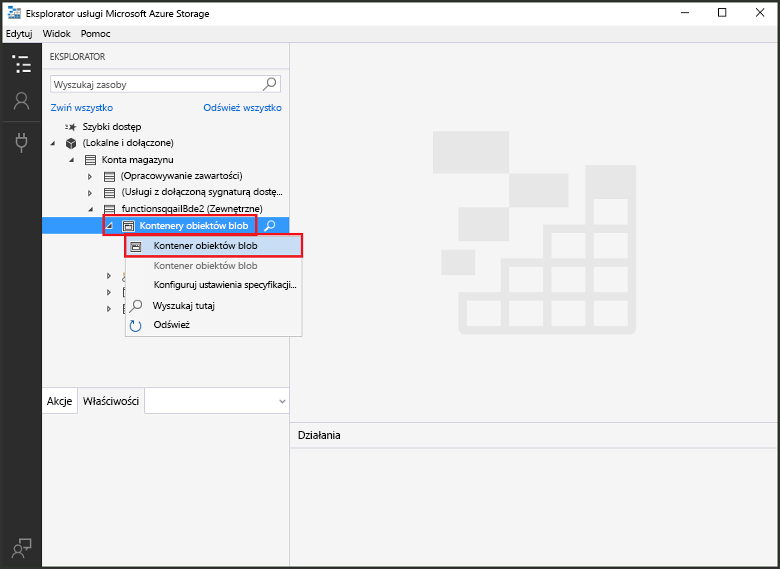 Eksplorator usługi Microsoft Azure Storage
Edytuj Widok Pomoc
EKSPLORATOR
Wyszukaj zasoby
Zwiń wszystko Odśwież wszystko
Szybki dostęp
(Lokalne i dołączone)
Konta magazynu
(Opracowywanie zawartości)
(Usługi z dołączoną sygnaturą dostę...
functionsqqailBde2 (Zewnętrzne)
Kontenery obiektów blob
Kontener obiektów blob
Kontener obiektów blob
Konfiguruj ustawienia specyfikacji...
Wyszukaj tutaj
Odśwież
Akcje Właściwości
Działania